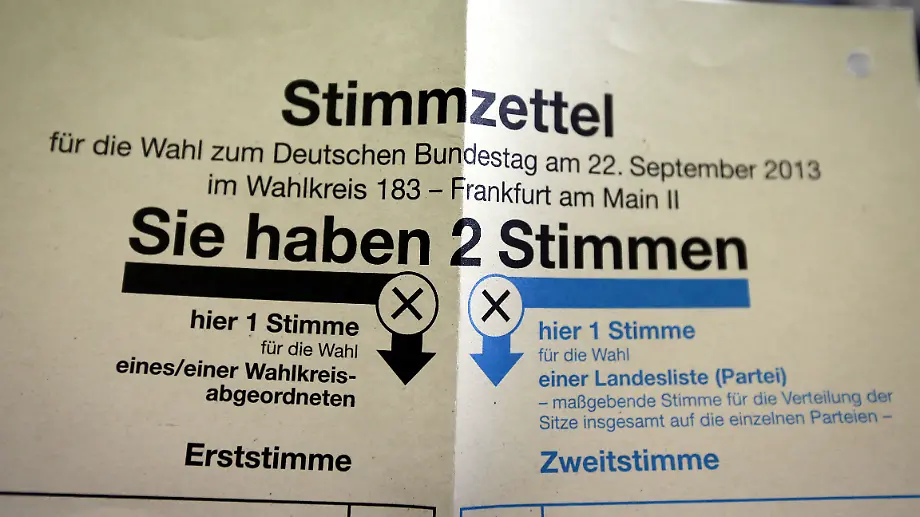 Stimmzettel
für die Wahl zum Deutschen Bundestag am 22. September 2013
im Wahlkreis 183 – Frankfurt am Main II
Sie haben 2 Stimmen
hier 1 Stimme
für die Wahl
eines/einer Wahlkreis-
abgeordneten
Erststimme
hier 1 Stimme
für die Wahl
einer Landesliste (Partei)
– maßgebende Stimme für die Verteilung der
Sitze insgesamt auf die einzelnen Parteien –
Zweitstimme